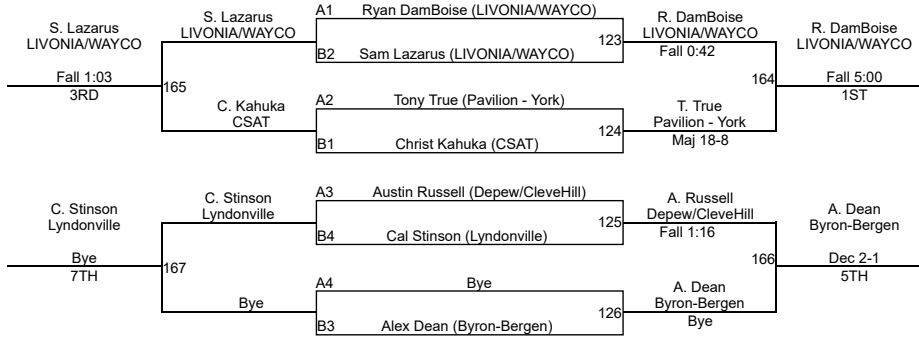 S. Lazarus
LIVONIA/WAYCO
Fall 1:03
3RD
165
S. Lazarus
LIVONIA/WAYCO
C. Kahuka
CSAT
A1 Ryan DamBoise (LIVONIA/WAYCO)
B2 Sam Lazarus (LIVONIA/WAYCO)
123
A2 Tony True (Pavilion - York)
B1 Christ Kahuka (CSAT)
124
R. DamBoise
LIVONIA/WAYCO
Fall 0:42
T. True
Pavilion - York
Maj 18-8
164
R. DamBoise
LIVONIA/WAYCO
Fall 5:00
1ST
C. Stinson
Lyndonville
Bye
7TH
167
C. Stinson
Lyndonville
Bye
A3 Austin Russell (Depew/CleveHill)
B4 Cal Stinson (Lyndonville)
125
A4 Bye
B3 Alex Dean (Byron-Bergen)
126
A. Russell
Depew/CleveHill
Fall 1:16
A. Dean
Byron-Bergen
Bye
166
A. Dean
Byron-Bergen
Dec 2-1
5TH